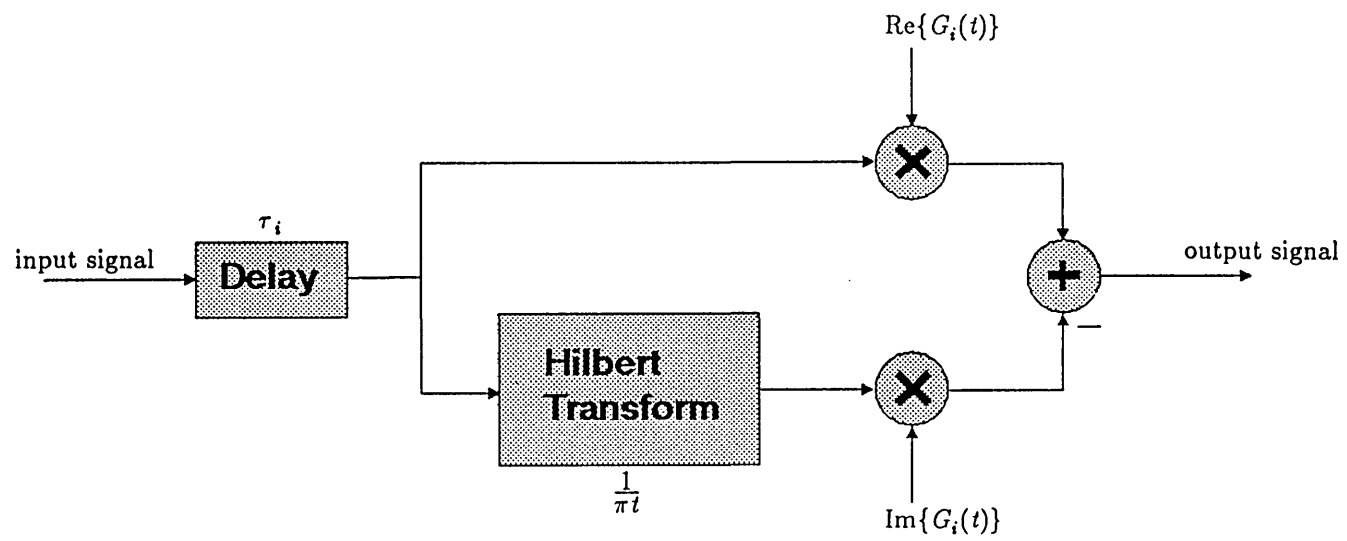 Re{G_i(t)}
τ_i
input signal
Delay
output signal
Hilbert
Transform
1/πt
Im{G_i(t)}
×
+
−
×